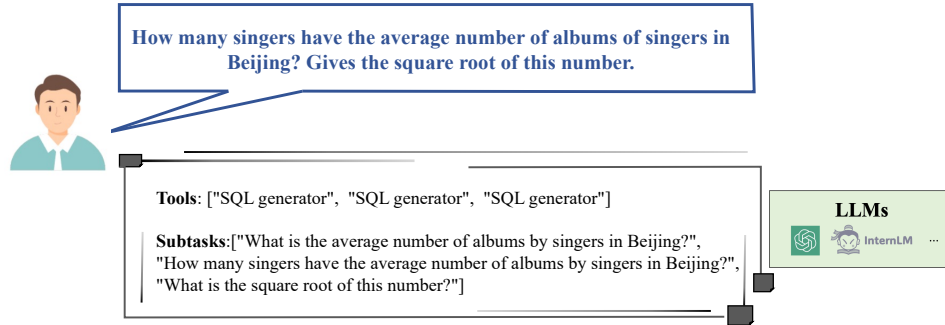 How many singers have the average number of albums of singers in
Beijing? Gives the square root of this number.
Tools: ["SQL generator", "SQL generator", "SQL generator"]
LLMs
InternLM ...
Subtasks:["What is the average number of albums by singers in Beijing?",
"How many singers have the average number of albums by singers in Beijing?",
"What is the square root of this number?"]